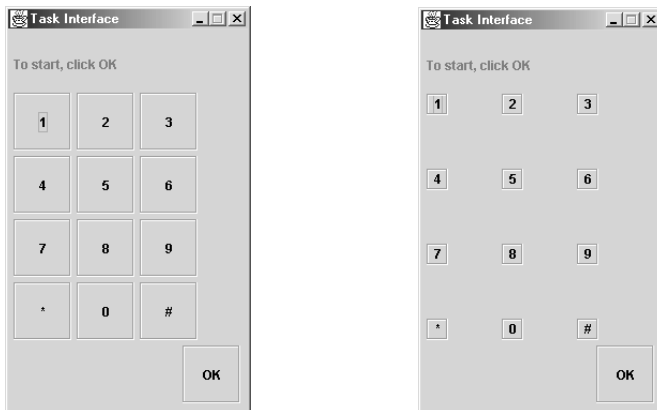 Task Interface
To start, click OK
1 2 3
4 5 6
7 8 9
* 0 #
OK
Task Interface
To start, click OK
1 2 3
4 5 6
7 8 9
* 0 #
OK